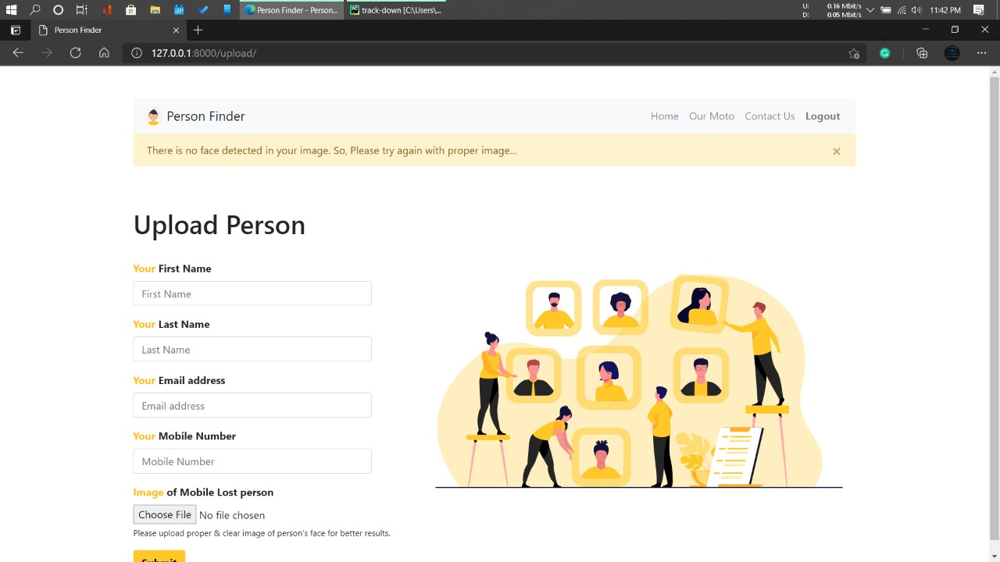 Person Finder - Person...
track-down [C:\Users\...
U: 0.16 Mbit/s
D: 0.05 Mbit/s
11:42 PM
Person Finder
127.0.0.1:8000/upload/
Person Finder
Home Our Moto Contact Us Logout
There is no face detected in your image. So, Please try again with proper image...
Upload Person
Your First Name
First Name
Your Last Name
Last Name
Your Email address
Email address
Your Mobile Number
Mobile Number
Image of Mobile Lost person
Choose File No file chosen
Please upload proper & clear image of person's face for better results.
Submit